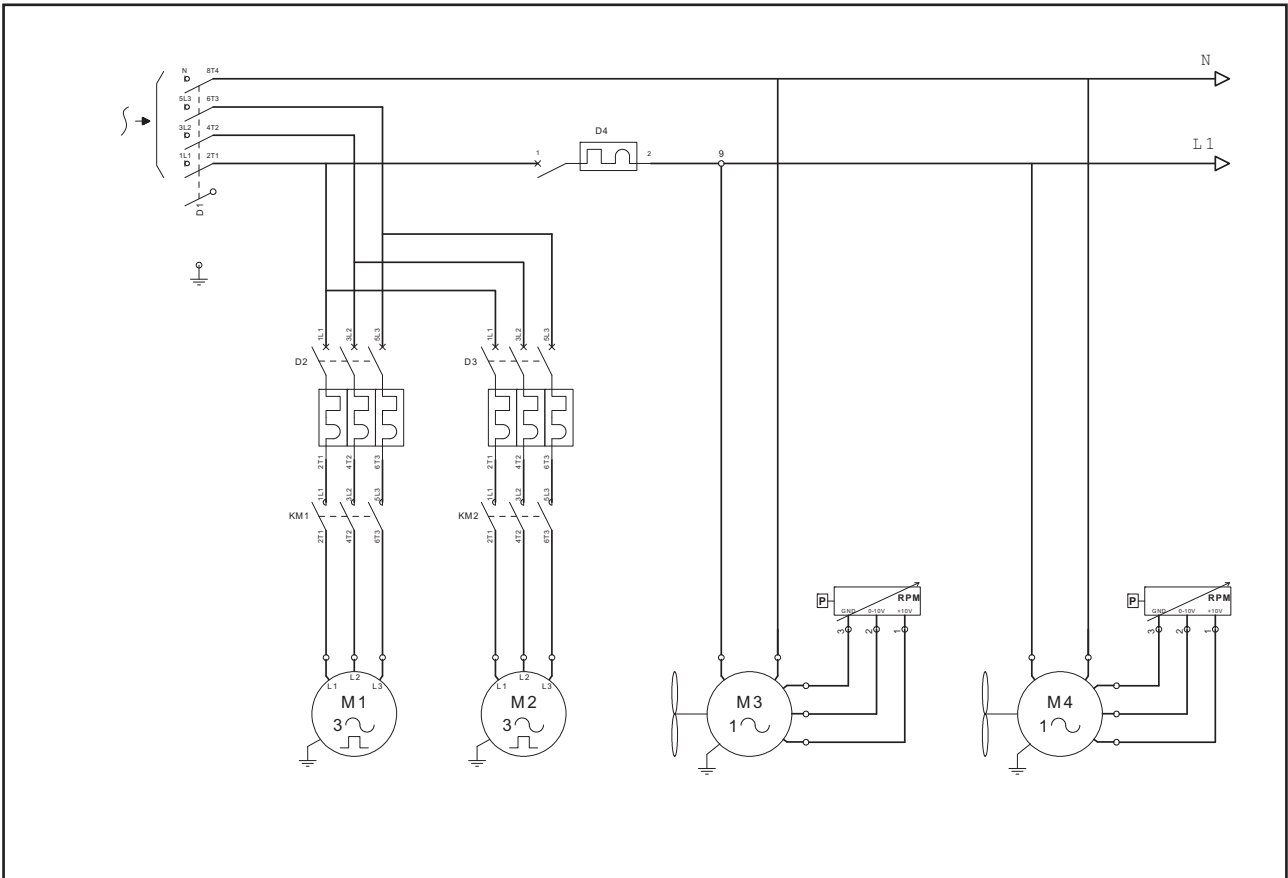 N
N 8T4
5L3 6T3
3L2 4T2
1L1 2T1
D1
D4
1 2
9
L1
1L1 3L2 5L3
D2
2T1 4T2 6T3
1L1 3L2 5L3
KM1
2T1 4T2 6T3
1L1 3L2 5L3
D3
2T1 4T2 6T3
1L1 3L2 5L3
KM2
2T1 4T2 6T3
L1 L2 L3
M1
3
L1 L2 L3
M2
3
P
RPM
GND 0-10V +10V
3 2 1
M3
1
P
RPM
GND 0-10V +10V
3 2 1
M4
1